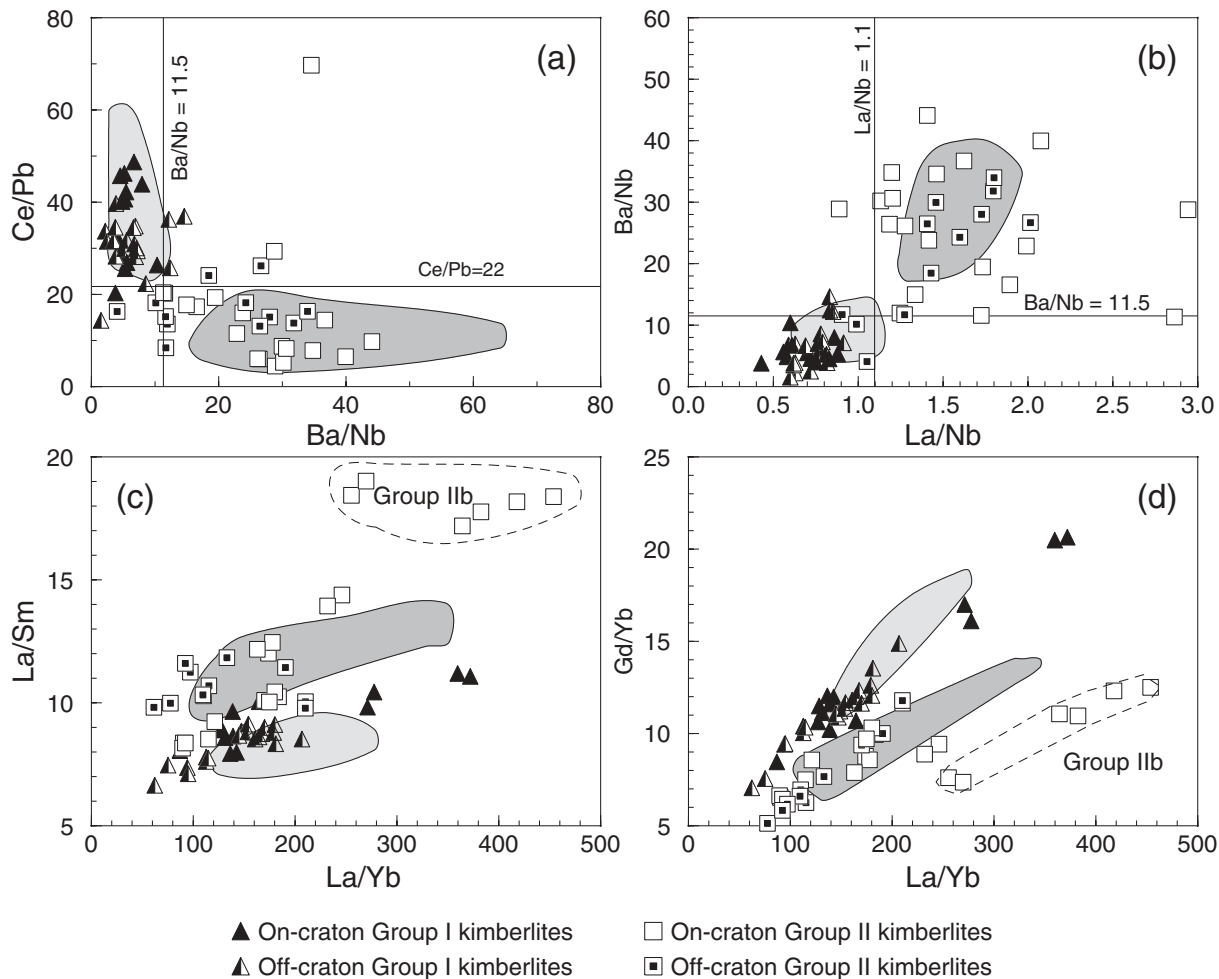 80
60
40
20
0
0
20
40
60
80
Ce/Pb
Ba/Nb
(a)
Ba/Nb = 11.5
Ce/Pb=22
60
50
40
30
20
10
0
0.0
0.5
1.0
1.5
2.0
2.5
3.0
Ba/Nb
La/Nb
(b)
La/Nb = 1.1
Ba/Nb = 11.5
20
15
10
5
0
100
200
300
400
500
La/Sm
La/Yb
(c)
Group IIb
25
20
15
10
5
0
100
200
300
400
500
Gd/Yb
La/Yb
(d)
Group IIb
On-craton Group I kimberlites
On-craton Group II kimberlites
Off-craton Group I kimberlites
Off-craton Group II kimberlites